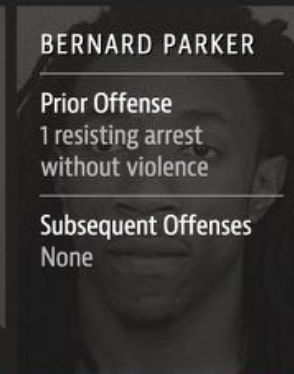 BERNARD PARKER
Prior Offense
1 resisting arrest
without violence
Subsequent Offenses
None